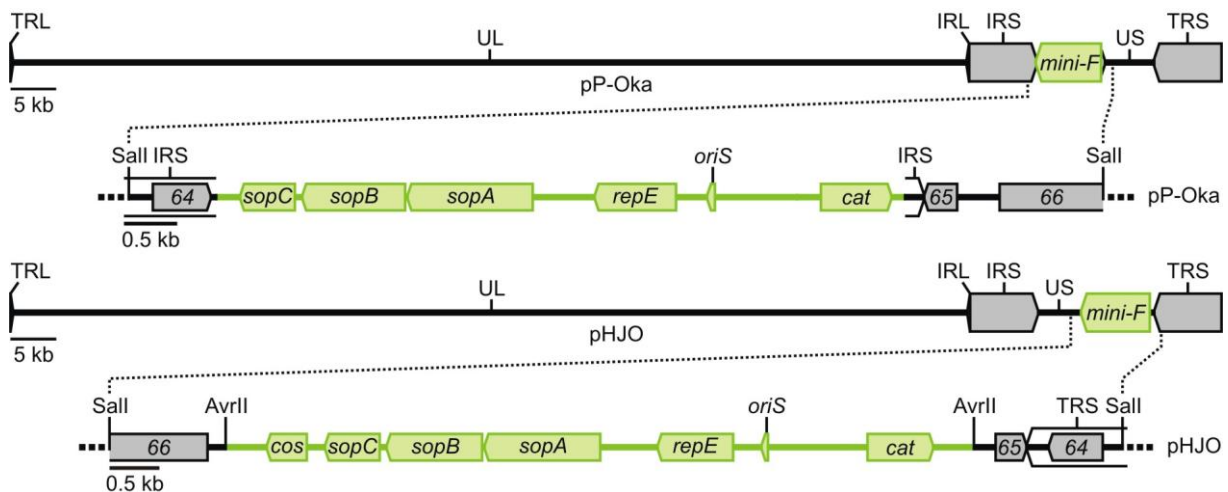 TRL UL IRL IRS mini-F US TRS
5 kb pP-Oka
SalI IRS oriS IRS SalI
64 sopC sopB sopA repE cat 65 66 pP-Oka
0.5 kb
TRL UL IRL IRS US mini-F TRS
5 kb pHJO
SalI AvrII oriS AvrII TRS SalI
66 cos sopC sopB sopA repE cat 65 64 pHJO
0.5 kb